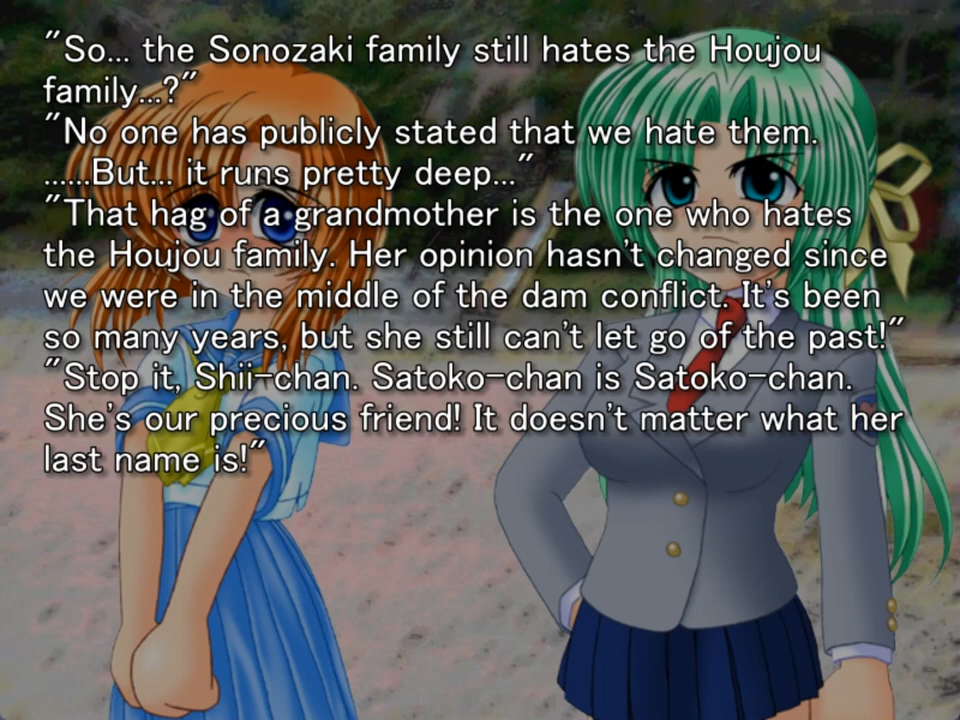 "So... the Sonozaki family still hates the Houjou
family...?"
"No one has publicly stated that we hate them.
......But... it runs pretty deep..."
"That hag of a grandmother is the one who hates
the Houjou family. Her opinion hasn't changed since
we were in the middle of the dam conflict. It's been
so many years, but she still can't let go of the past!"
"Stop it, Shii-chan. Satoko-chan is Satoko-chan.
She's our precious friend! It doesn't matter what her
last name is!"